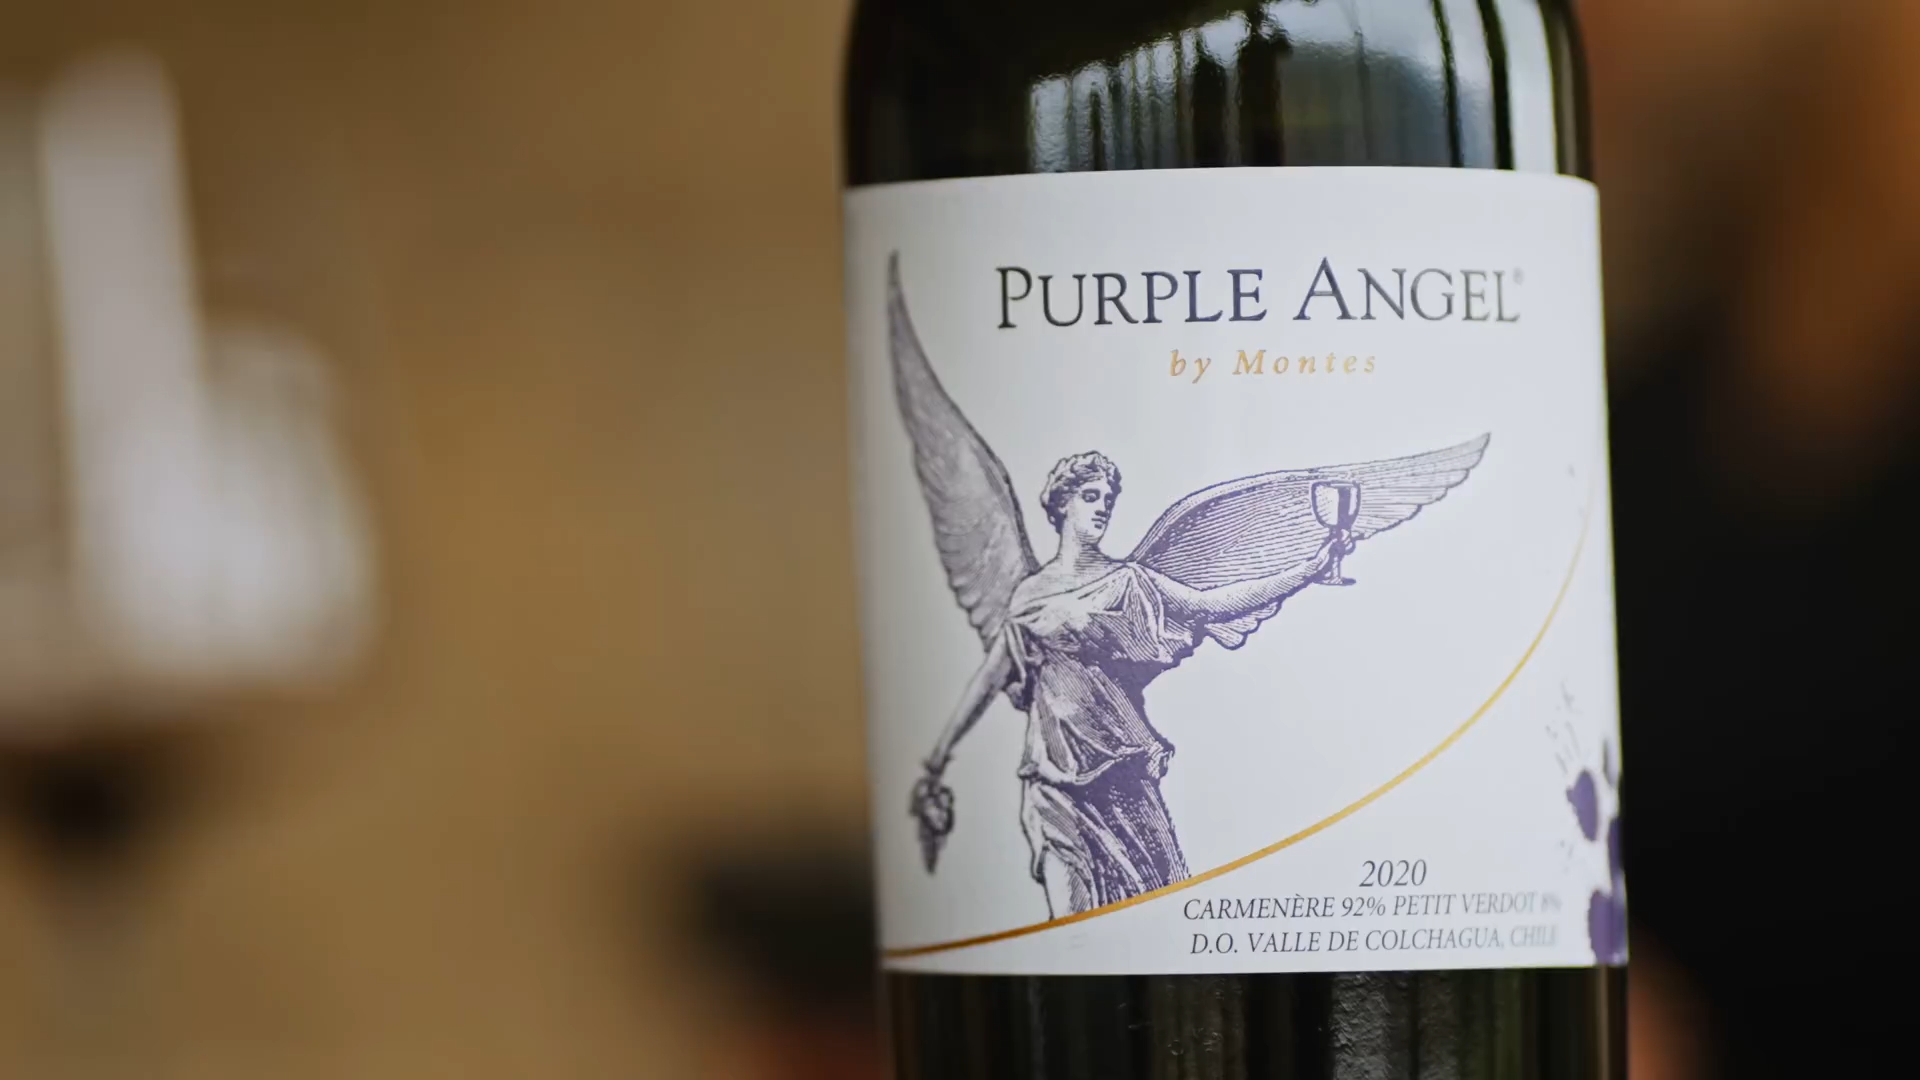 PURPLE ANGEL®
by Montes
2020
CARMENÈRE 92% PETIT VERDOT 8%
D.O. VALLE DE COLCHAGUA, CHILE